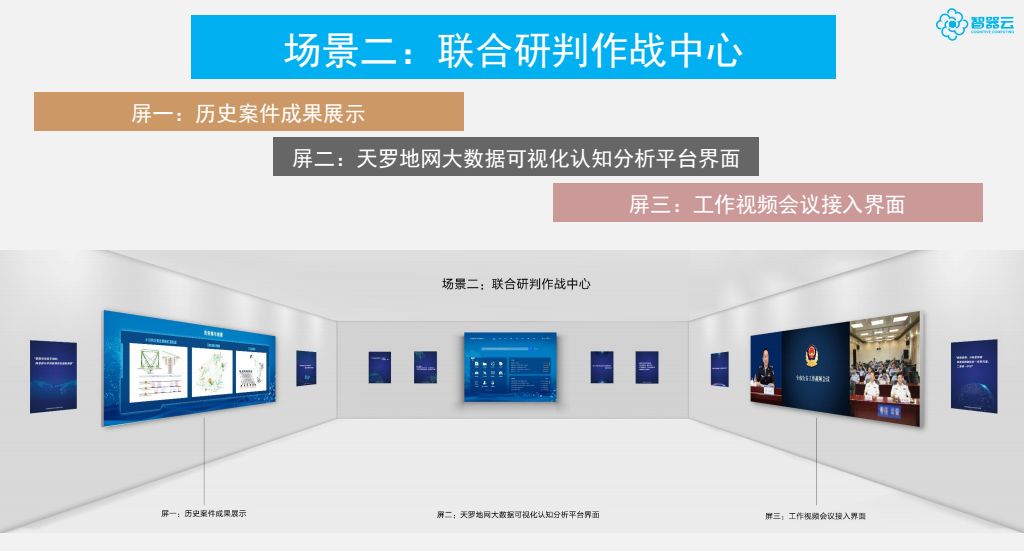 智器云
COGNITIVE COMPUTING
场景二：联合研判作战中心
屏一：历史案件成果展示
屏二：天罗地网大数据可视化认知分析平台界面
屏三：工作视频会议接入界面
场景二：联合研判作战中心
屏一：历史案件成果展示
屏二：天罗地网大数据可视化认知分析平台界面
屏三：工作视频会议接入界面